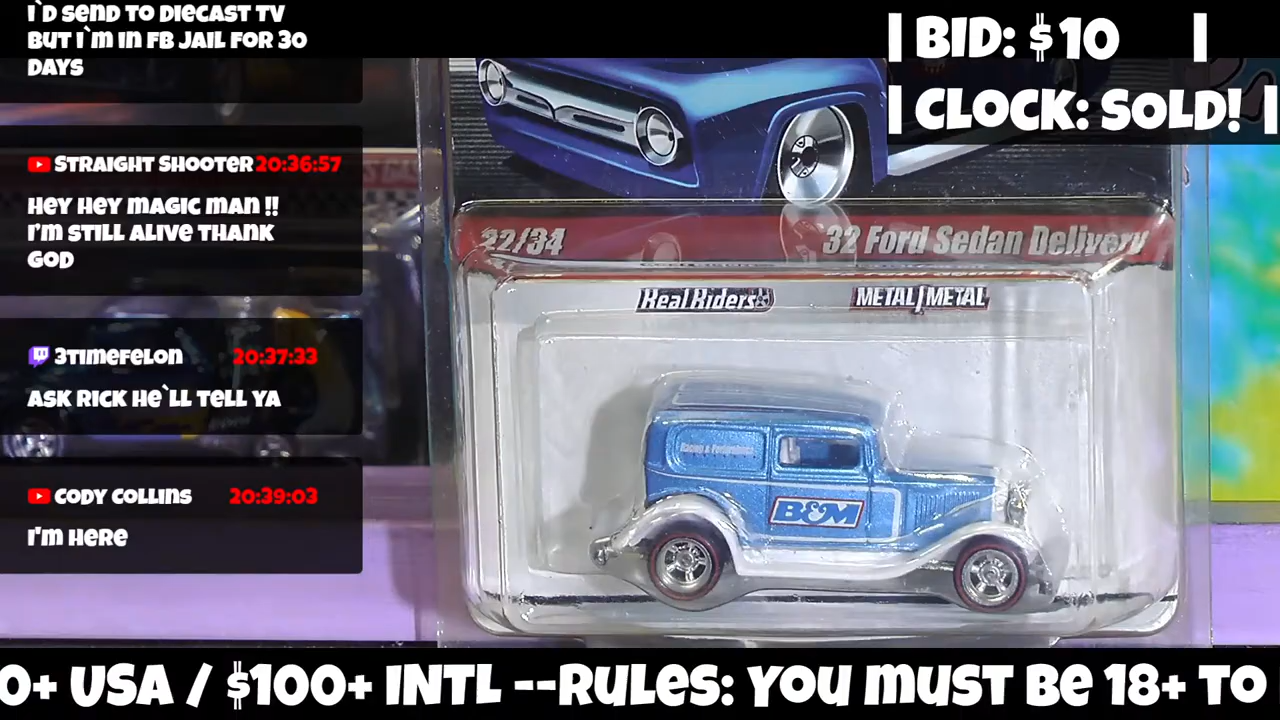 I`D SEND TO DIECAST TV
BUT I`M IN FB JAIL FOR 30
DAYS
STRAIGHT SHOOTER 20:36:57
HEY HEY MAGIC MAN !!
I'M STILL ALIVE THANK
GOD
3TIMEFELON 20:37:33
ASK RICK HE`LL TELL YA
CODY COLLINS 20:39:03
I'M HERE
| BID: $10 |
| CLOCK: SOLD! |
22/34 32 Ford Sedan Delivery
Real Riders METAL/METAL
B&M
0+ USA / $100+ INTL --RULES: YOU MUST BE 18+ TO